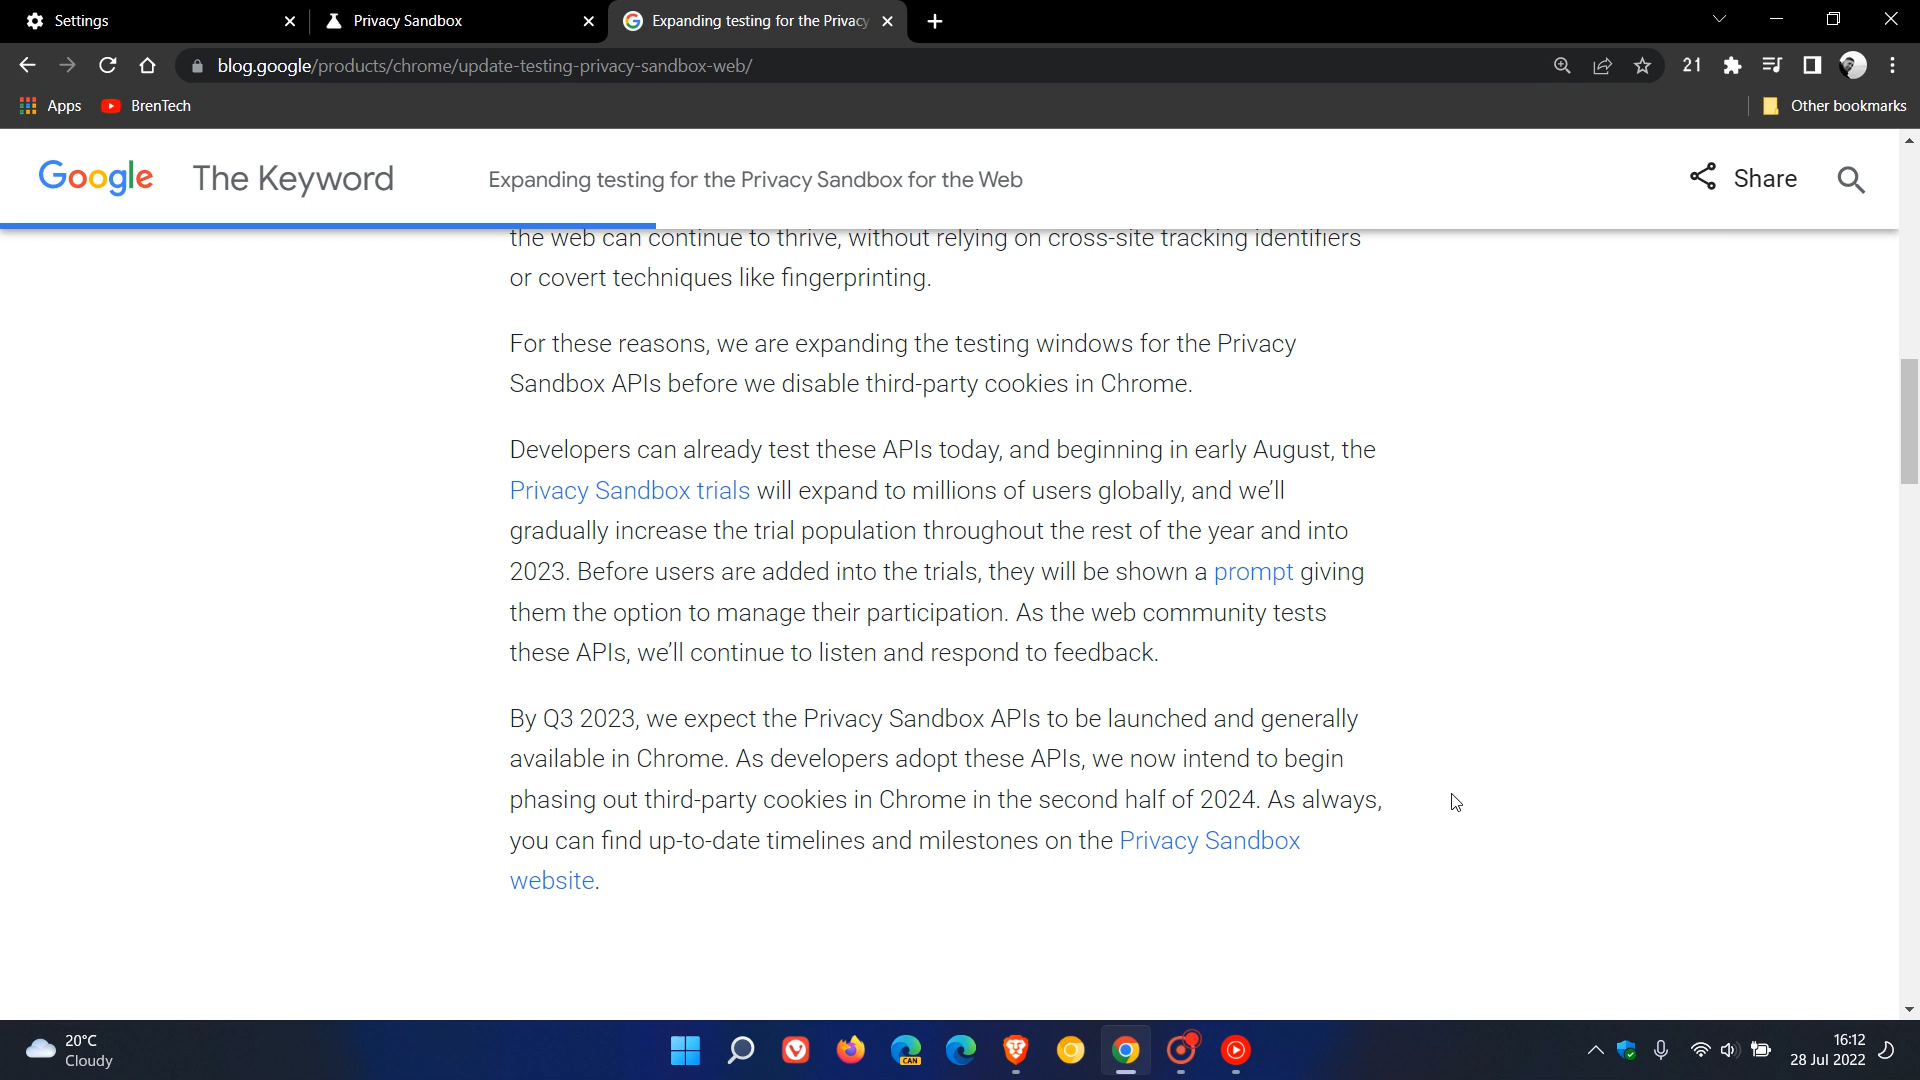 Settings
Privacy Sandbox
Expanding testing for the Privacy
blog.google/products/chrome/update-testing-privacy-sandbox-web/
21
Apps
BrenTech
Other bookmarks
Google The Keyword
Expanding testing for the Privacy Sandbox for the Web
Share
the web can continue to thrive, without relying on cross-site tracking identifiers
or covert techniques like fingerprinting.
For these reasons, we are expanding the testing windows for the Privacy
Sandbox APIs before we disable third-party cookies in Chrome.
Developers can already test these APIs today, and beginning in early August, the
Privacy Sandbox trials will expand to millions of users globally, and we’ll
gradually increase the trial population throughout the rest of the year and into
2023. Before users are added into the trials, they will be shown a prompt giving
them the option to manage their participation. As the web community tests
these APIs, we’ll continue to listen and respond to feedback.
By Q3 2023, we expect the Privacy Sandbox APIs to be launched and generally
available in Chrome. As developers adopt these APIs, we now intend to begin
phasing out third-party cookies in Chrome in the second half of 2024. As always,
you can find up-to-date timelines and milestones on the Privacy Sandbox
website.
20°C
Cloudy
CAN
16:12
28 Jul 2022